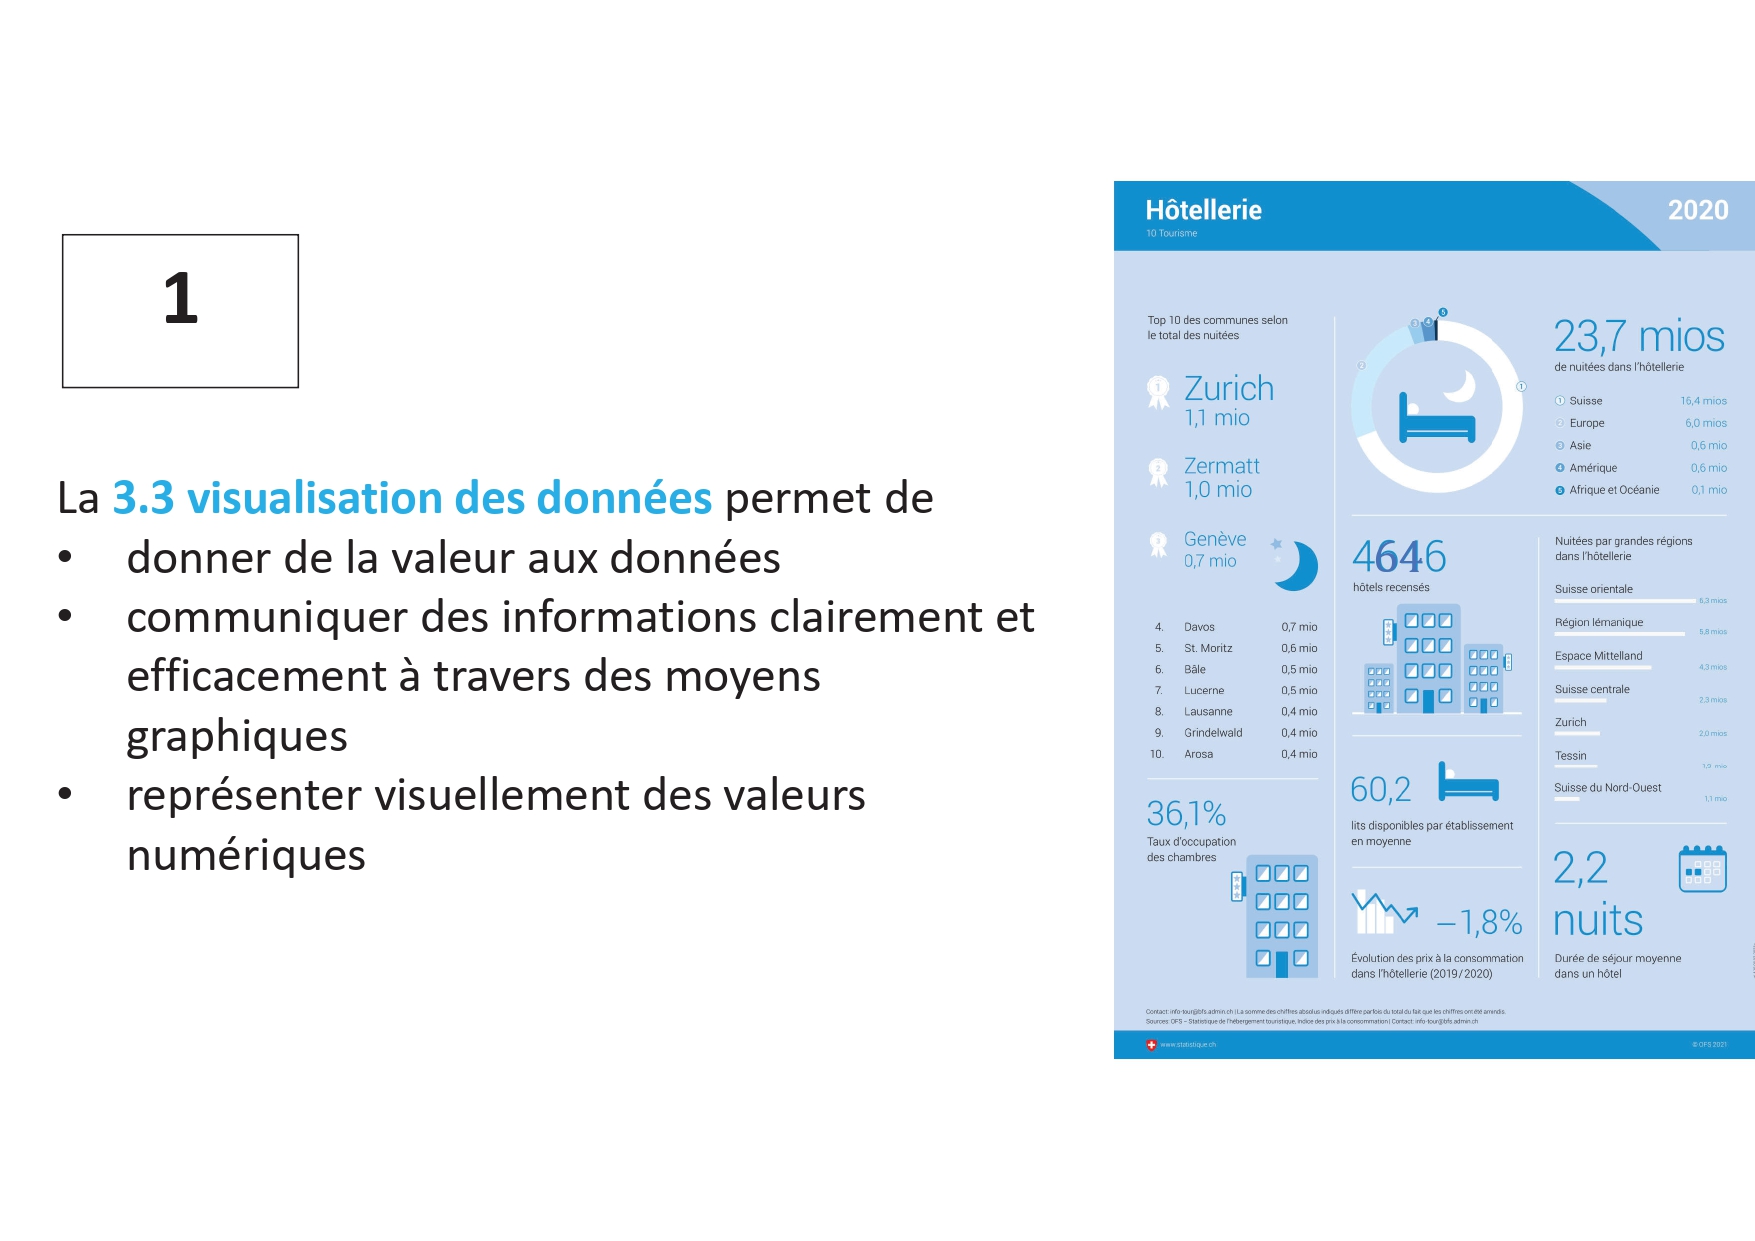 1
La 3.3 visualisation des données permet de
• donner de la valeur aux données
• communiquer des informations clairement et
efficacement à travers des moyens
graphiques
• représenter visuellement des valeurs
numériques
Hôtellerie
10 Tourisme
2020
Top 10 des communes selon
le total des nuitées
1 Zurich
1,1 mio
2 Zermatt
1,0 mio
3 Genève
0,7 mio
4. Davos 0,7 mio
5. St. Moritz 0,6 mio
6. Bâle 0,5 mio
7. Lucerne 0,5 mio
8. Lausanne 0,4 mio
9. Grindelwald 0,4 mio
10. Arosa 0,4 mio
36,1%
Taux d'occupation
des chambres
1
2
3
4
5
23,7 mios
de nuitées dans l'hôtellerie
1 Suisse 16,4 mios
2 Europe 6,0 mios
3 Asie 0,6 mio
4 Amérique 0,6 mio
5 Afrique et Océanie 0,1 mio
4646
hôtels recensés
60,2
lits disponibles par établissement
en moyenne
–1,8%
Évolution des prix à la consommation
dans l'hôtellerie (2019/2020)
Nuitées par grandes régions
dans l'hôtellerie
Suisse orientale
6,3 mios
Région lémanique
5,8 mios
Espace Mittelland
4,3 mios
Suisse centrale
2,3 mios
Zurich
2,0 mios
Tessin
1,9 mio
Suisse du Nord-Ouest
1,1 mio
2,2
nuits
Durée de séjour moyenne
dans un hôtel
Contact: info-tour@bfs.admin.ch | La somme des chiffres absolus indiqués diffère parfois du total du fait que les chiffres ont été arrondis.
Sources: OFS – Statistique de l'hébergement touristique, Indice des prix à la consommation | Contact: info-tour@bfs.admin.ch
www.statistique.ch
© OFS 2021